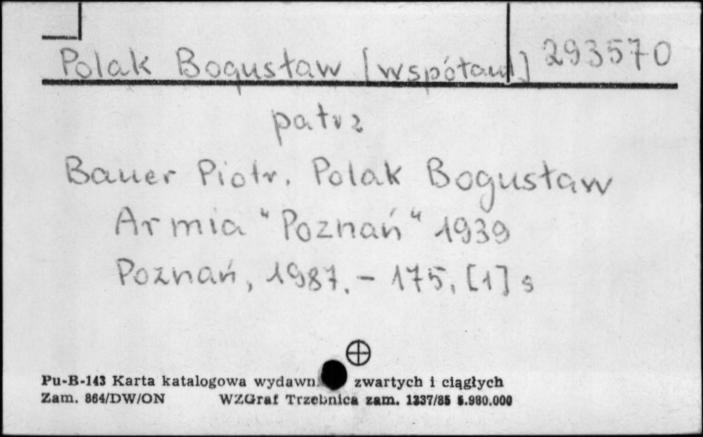 Polak Bogusław [współaut] 293570
patrz
Bauer Piotr, Polak Bogusław
Armia "Poznań" 1939
Poznań, 1987. - 175, [1] s
Pu-B-143 Karta katalogowa wydawn. zwartych i ciągłych
Zam. 864/DW/ON WZGraf Trzebnica zam. 1337/85 5.980.000